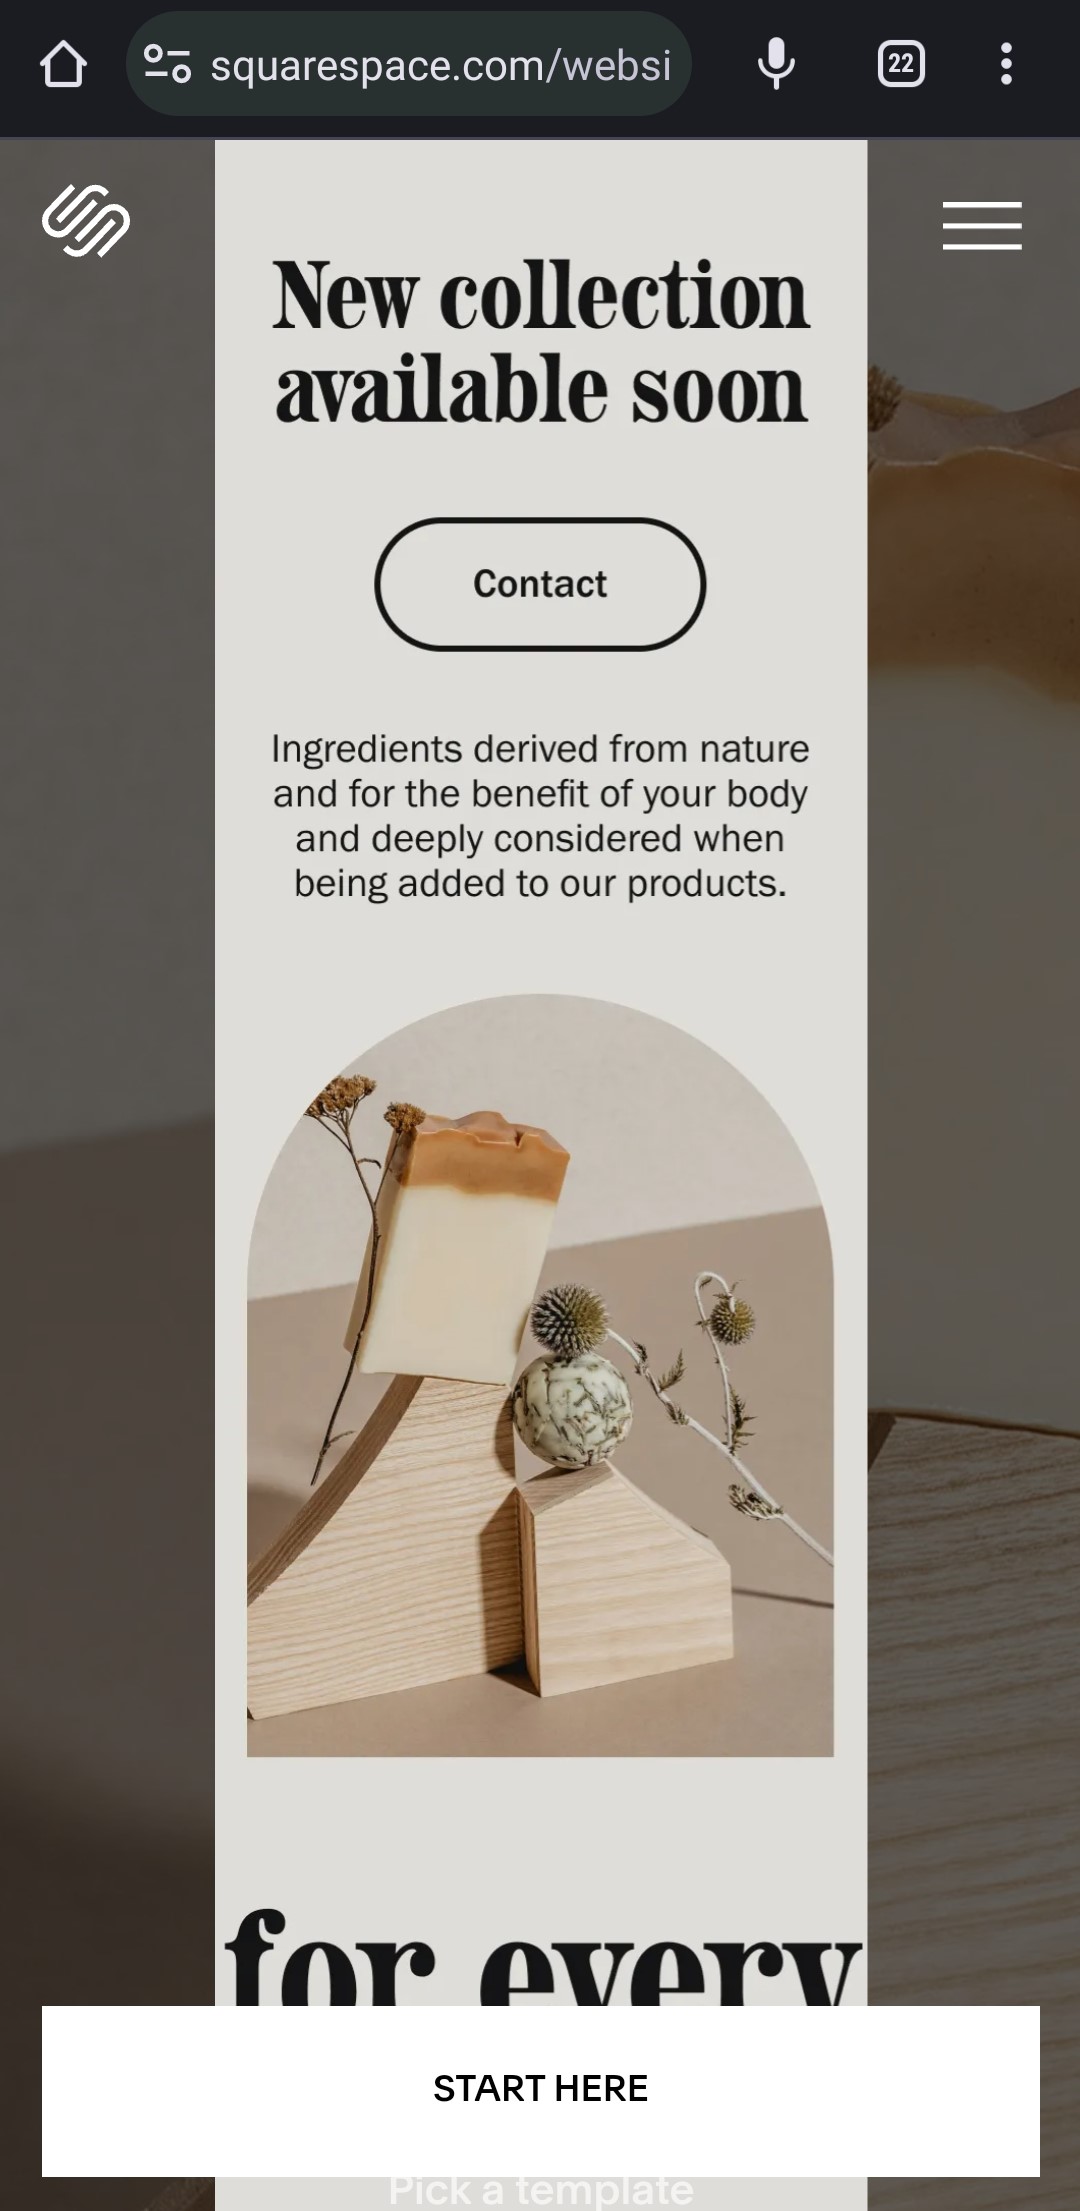 squarespace.com/websi
22
New collection
available soon
Contact
Ingredients derived from nature
and for the benefit of your body
and deeply considered when
being added to our products.
for every
START HERE
Pick a template